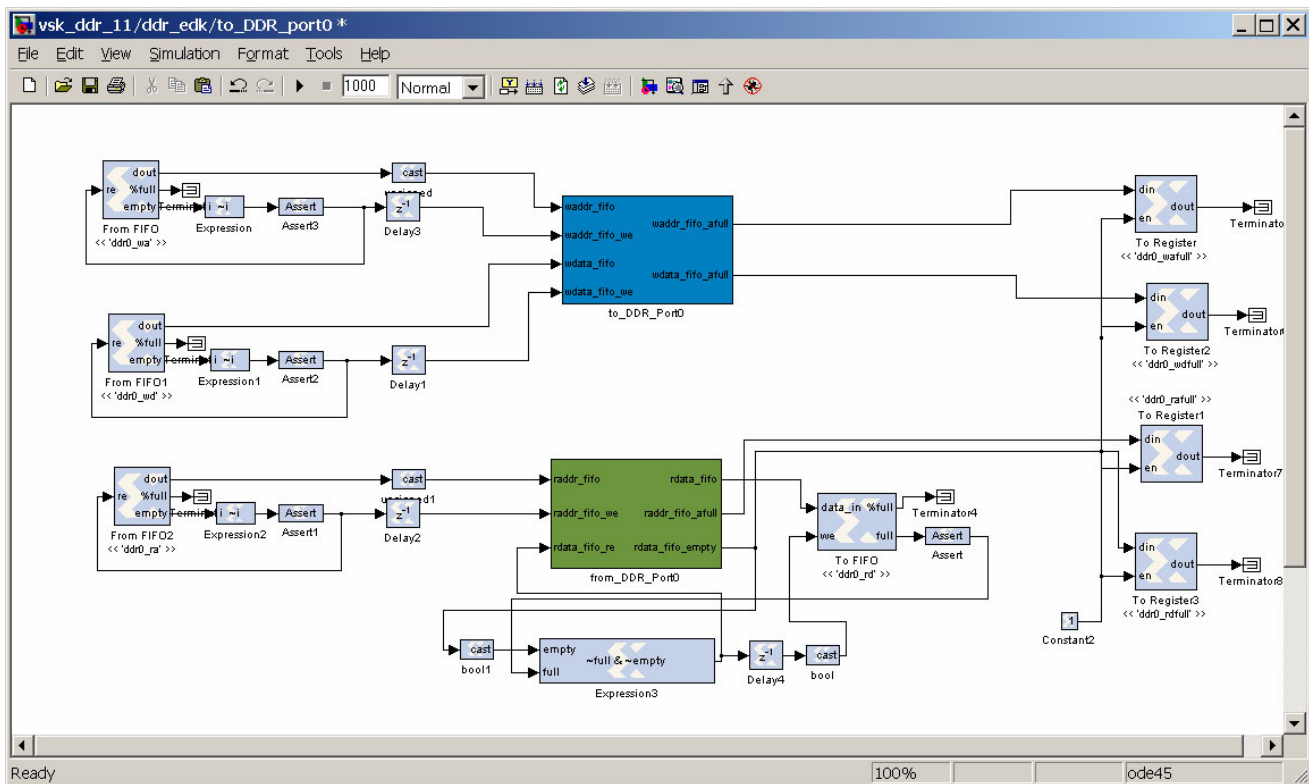 vsk_ddr_11/ddr_edk/to_DDR_port0 *
File Edit View Simulation Format Tools Help
1000 Normal
dout
re %full
empty
From FIFO
<< 'ddr0_wa' >>
~i
Expression
Assert
Assert3
cast
z-1
Delay3
waddr_fifo
waddr_fifo_we
wdata_fifo
wdata_fifo_we
waddr_fifo_afull
wdata_fifo_afull
to_DDR_Port0
din
en
dout
To Register
<< 'ddr0_wafull' >>
dout
re %full
empty
From FIFO1
<< 'ddr0_wd' >>
~i
Expression1
Assert
Assert2
z-1
Delay1
din
en
dout
To Register2
<< 'ddr0_wdfull' >>
<< 'ddr0_rafull' >>
To Register1
din
en
dout
Terminator7
dout
re %full
empty
From FIFO2
<< 'ddr0_ra' >>
~i
Expression2
Assert
Assert1
cast
z-1
Delay2
raddr_fifo
raddr_fifo_we
rdata_fifo_re
rdata_fifo
raddr_fifo_afull
rdata_fifo_empty
from_DDR_Port0
data_in %full
we full
To FIFO
<< 'ddr0_rd' >>
Terminator4
Assert
Assert
din
en
dout
To Register3
<< 'ddr0_rdfull' >>
Terminator8
1
Constant2
cast
bool1
empty
full
~full & ~empty
Expression3
z-1
Delay4
cast
bool
Ready 100% ode45